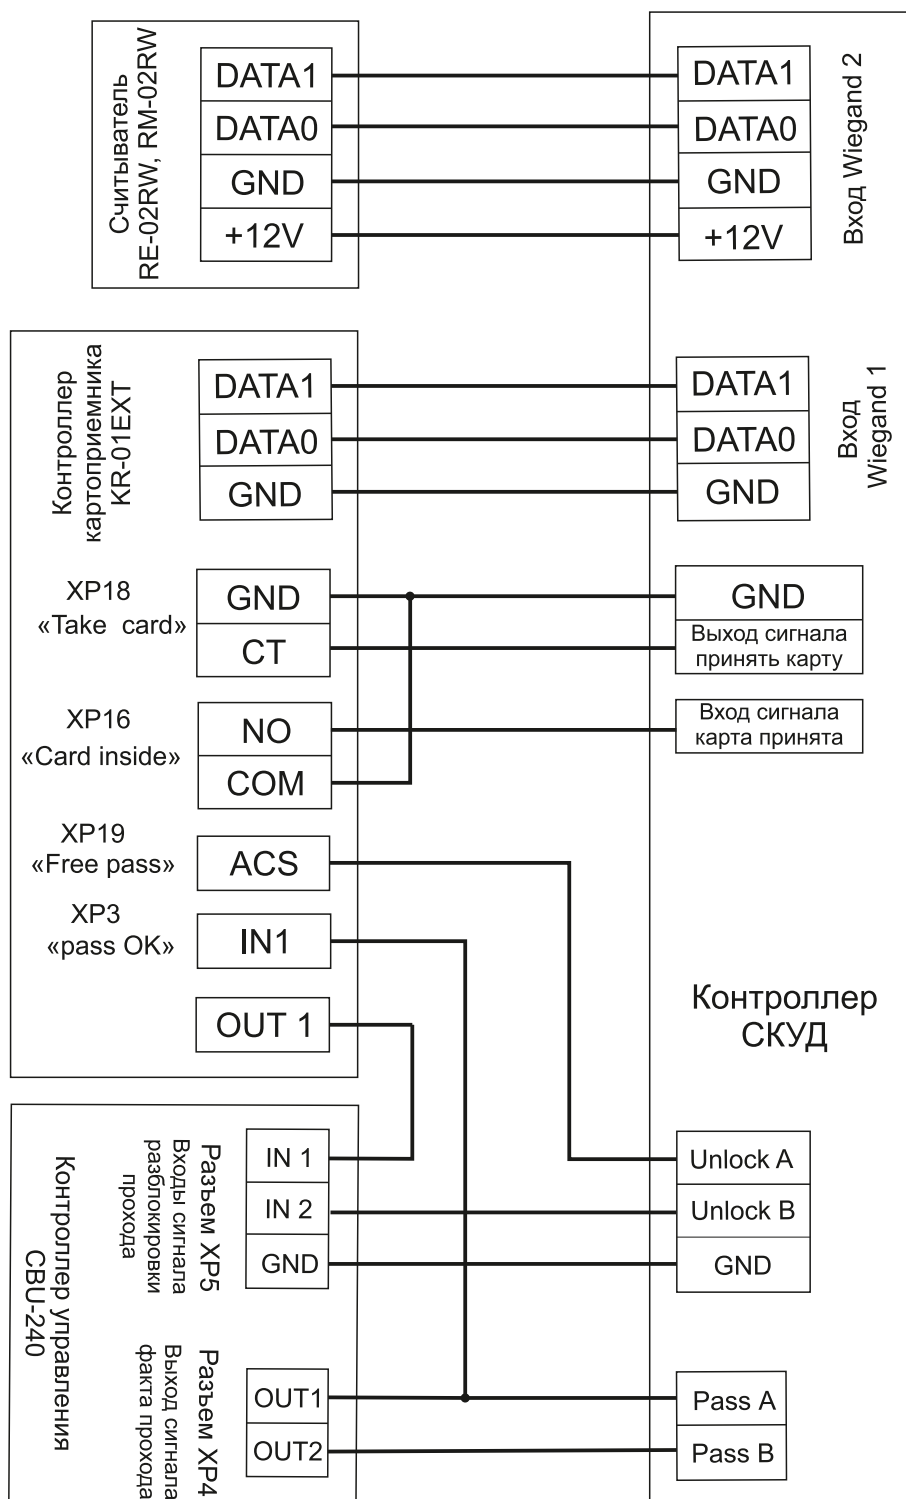 Считыватель
RE-02RW, RM-02RW
DATA1
DATA0
GND
+12V
DATA1
DATA0
GND
+12V
Вход Wiegand 2
Контроллер
картоприемника
KR-01EXT
DATA1
DATA0
GND
DATA1
DATA0
GND
Вход
Wiegand 1
XP18
«Take card»
GND
CT
GND
Выход сигнала
принять карту
XP16
«Card inside»
NO
COM
Вход сигнала
карта принята
XP19
«Free pass»
ACS
XP3
«pass OK»
IN1
OUT 1
Контроллер
СКУД
Контроллер управления
CBU-240
Разъем XP5
Входы сигнала
разблокировки
прохода
IN 1
IN 2
GND
Unlock A
Unlock B
GND
Разъем XP4
Выход сигнала
факта прохода
OUT1
OUT2
Pass A
Pass B